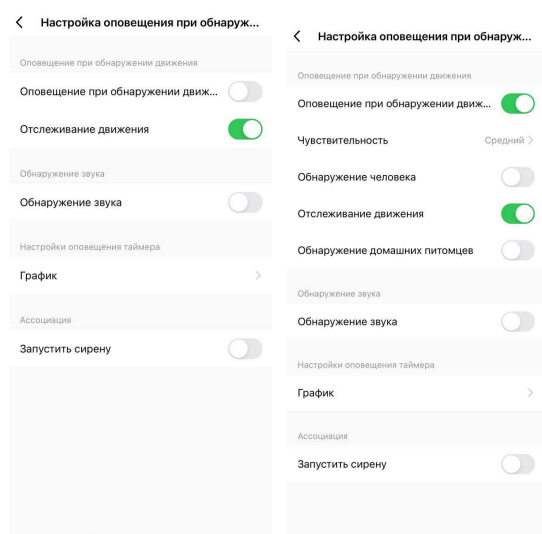 Настройка оповещения при обнаруж...
Оповещение при обнаружении движения
Оповещение при обнаружении движ...
Отслеживание движения
Обнаружение звука
Обнаружение звука
Настройки оповещения таймера
График
Ассоциация
Запустить сирену
Настройка оповещения при обнаруж...
Оповещение при обнаружении движения
Оповещение при обнаружении движ...
Чувствительность
Средний
Обнаружение человека
Отслеживание движения
Обнаружение домашних питомцев
Обнаружение звука
Обнаружение звука
Настройки оповещения таймера
График
Ассоциация
Запустить сирену